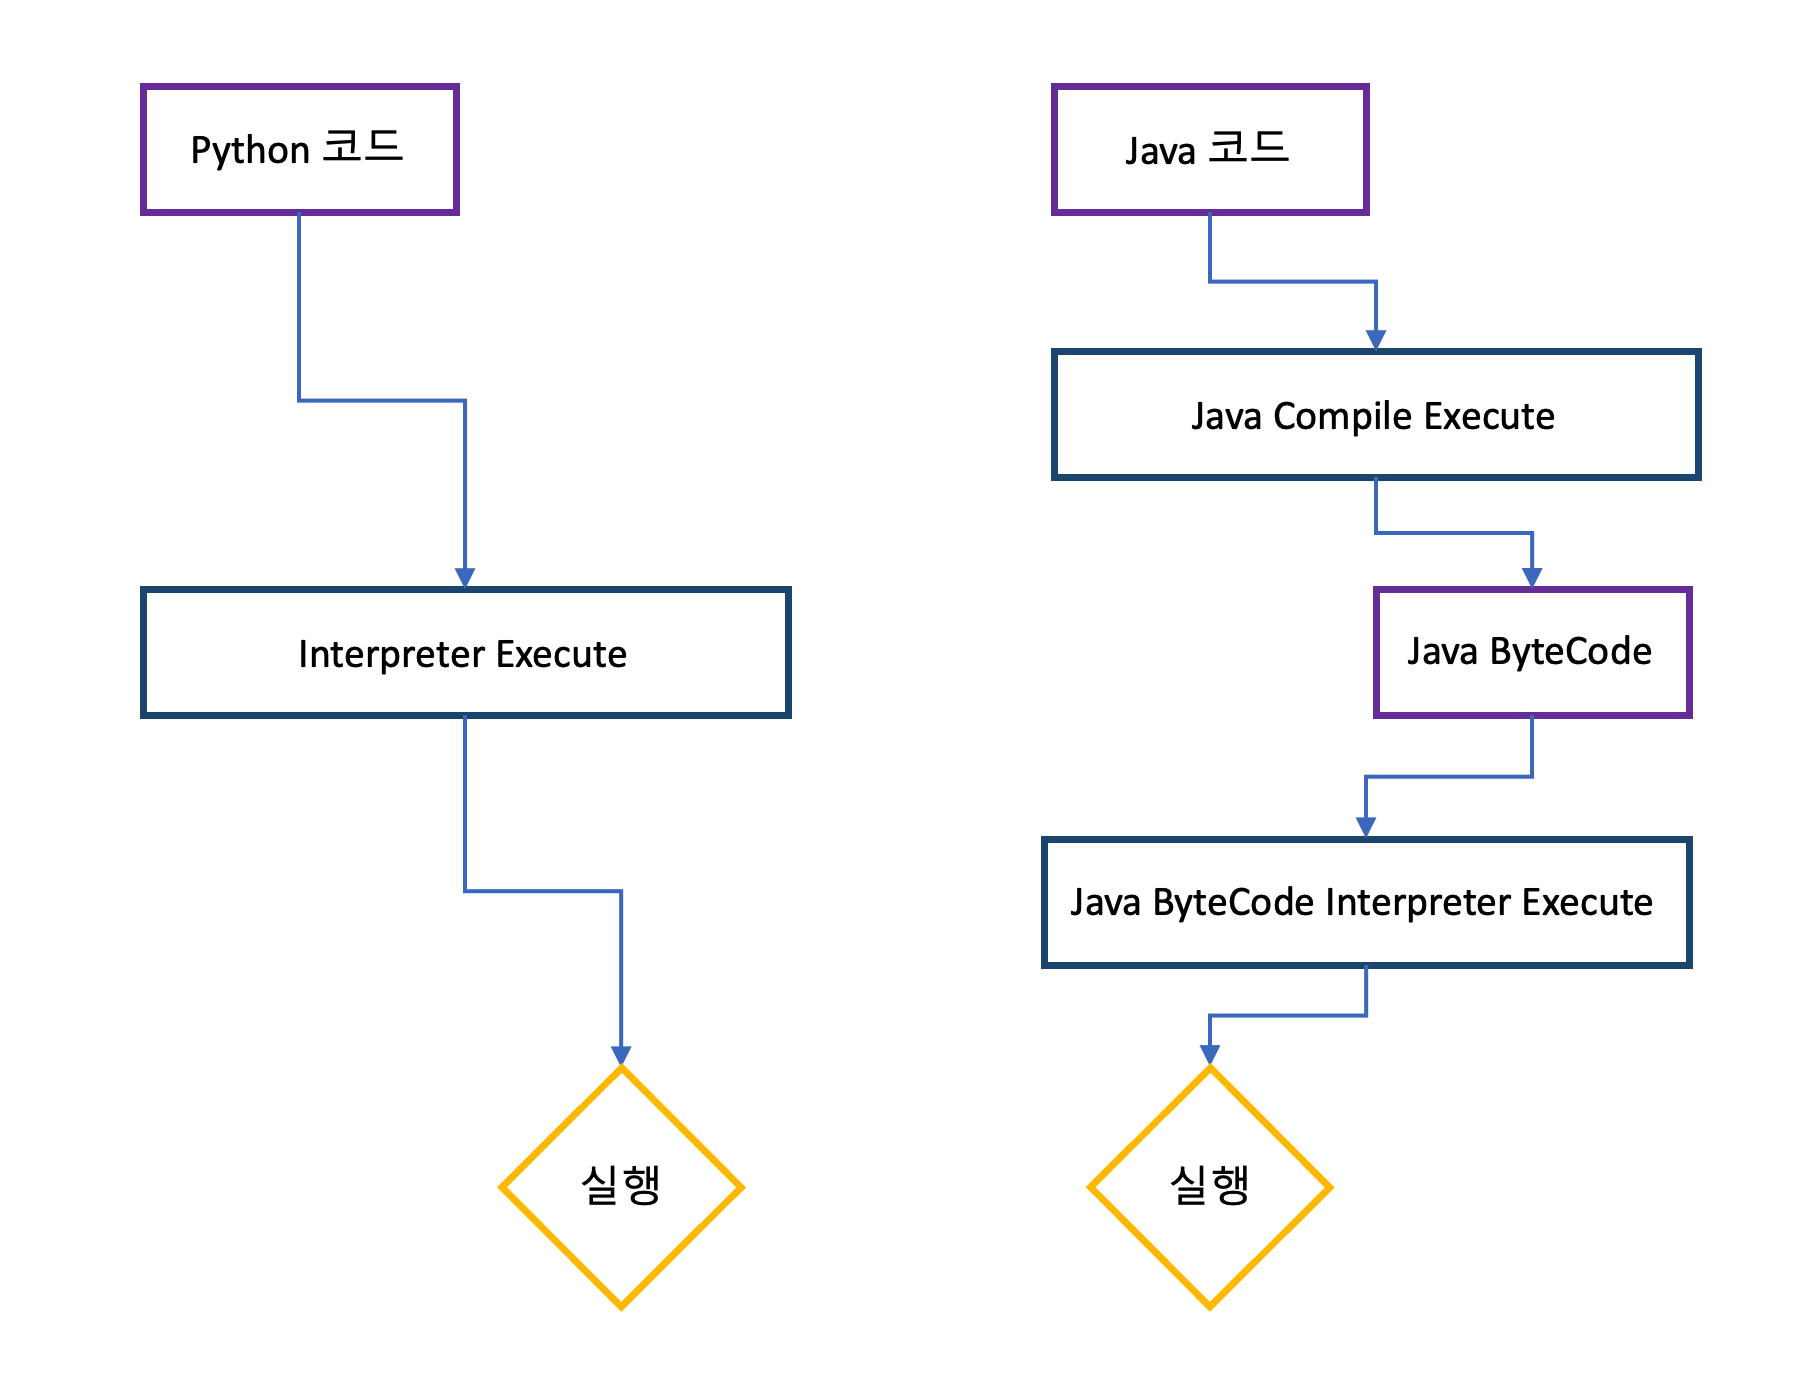 Python 코드
Interpreter Execute
실행
Java 코드
Java Compile Execute
Java ByteCode
Java ByteCode Interpreter Execute
실행